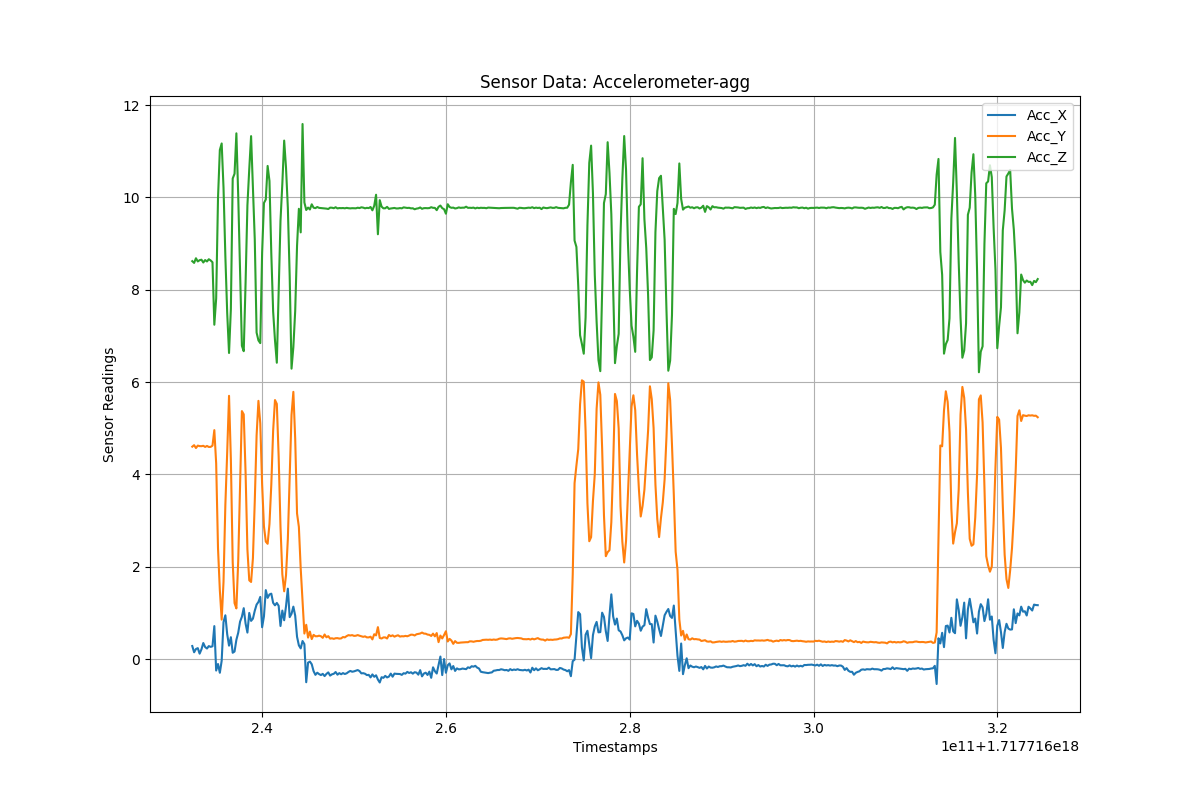 Sensor Data: Accelerometer-agg
Acc_X
Acc_Y
Acc_Z
12
10
8
6
4
2
0
Sensor Readings
2.4 2.6 2.8 3.0 3.2
Timestamps
1e11+1.717716e18